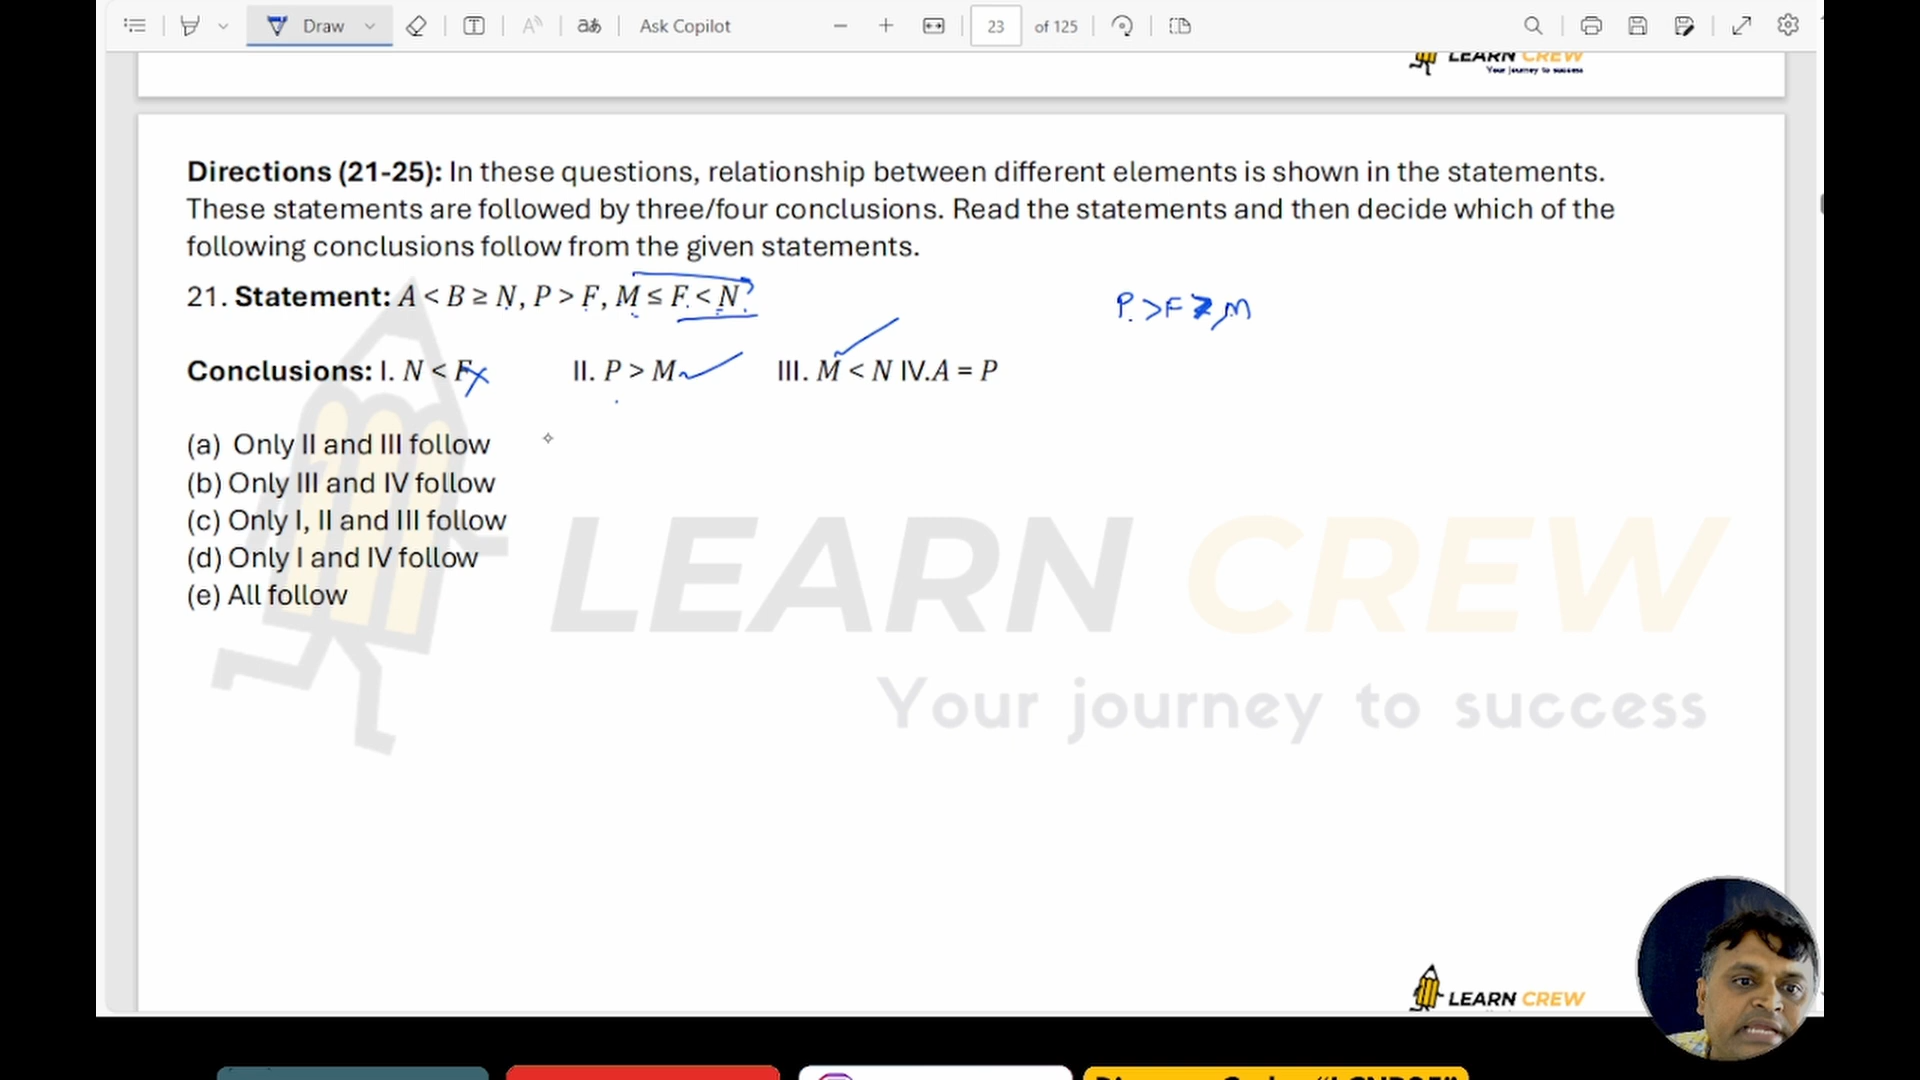 Draw
Ask Copilot
23 of 125
LEARN CREW
Your journey to success
Directions (21-25): In these questions, relationship between different elements is shown in the statements.
These statements are followed by three/four conclusions. Read the statements and then decide which of the
following conclusions follow from the given statements.
21. Statement: A < B ≥ N, P > F, M ≤ F < N
P > F ≥ M
Conclusions: I. N < F II. P > M III. M < N IV.A = P
(a) Only II and III follow
(b) Only III and IV follow
(c) Only I, II and III follow
(d) Only I and IV follow
(e) All follow
LEARN CREW
Your journey to success
LEARN CREW